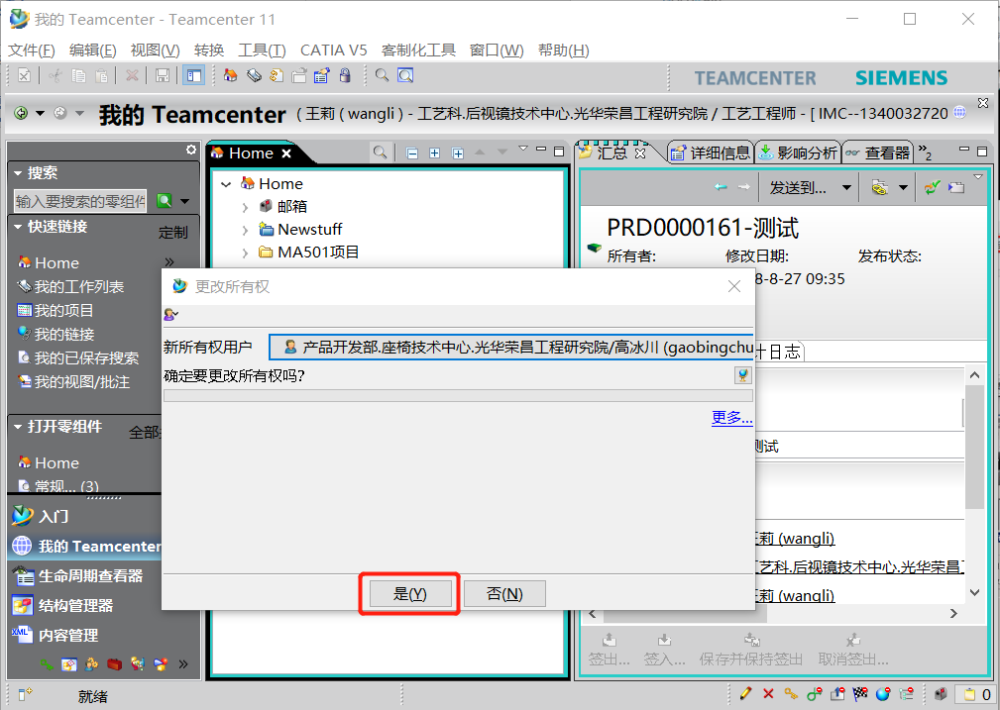 我的 Teamcenter - Teamcenter 11
文件(F) 编辑(E) 视图(V) 转换 工具(T) CATIA V5 客制化工具 窗口(W) 帮助(H)
TEAMCENTER SIEMENS
我的 Teamcenter ( 王莉 ( wangli ) - 工艺科.后视镜技术中心.光华荣昌工程研究院 / 工艺工程师 - [ IMC--1340032720
搜索
输入要搜索的零组件
快速链接 定制
Home »
我的工作列表
我的项目
我的链接
我的已保存搜索
我的视图/批注
打开零组件 全部
Home
常规... (3)
入门
我的 Teamcenter
生命周期查看器
结构管理器
内容管理
»
就绪
Home
Home
邮箱
Newstuff
MA501项目
汇总 详细信息 影响分析 查看器 »2
发送到...
PRD0000161-测试
所有者: 修改日期: 发布状态:
8-8-27 09:35
计日志
测试
王莉 (wangli)
工艺科.后视镜技术中心.光华荣昌工
王莉 (wangli)
签出... 签入... 保存并保持签出 取消签出...
更改所有权
新所有权用户 产品开发部.座椅技术中心.光华荣昌工程研究院/高冰川 (gaobingchu
确定要更改所有权吗?
更多...
是(Y) 否(N)
0